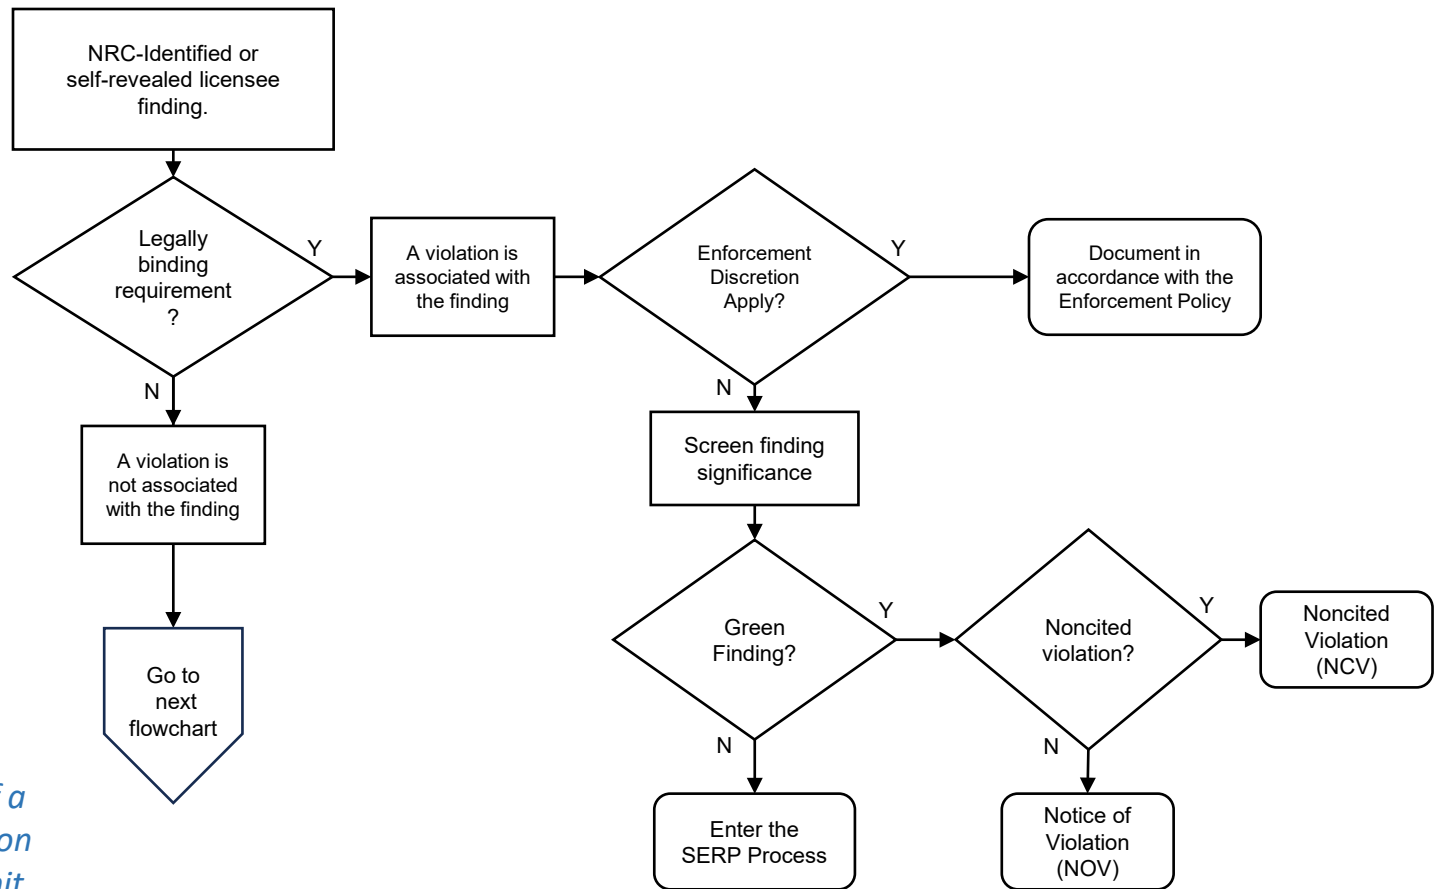 NRC-Identified or
self-revealed licensee
finding.
Legally
binding
requirement
?
Y
A violation is
associated with
the finding
Enforcement
Discretion
Apply?
Y
Document in
accordance with the
Enforcement Policy
N
A violation is
not associated
with the finding
Go to
next
flowchart
N
Screen finding
significance
Green
Finding?
Y
Noncited
violation?
Y
Noncited
Violation
(NCV)
N
Enter the
SERP Process
N
Notice of
Violation
(NOV)
a
on